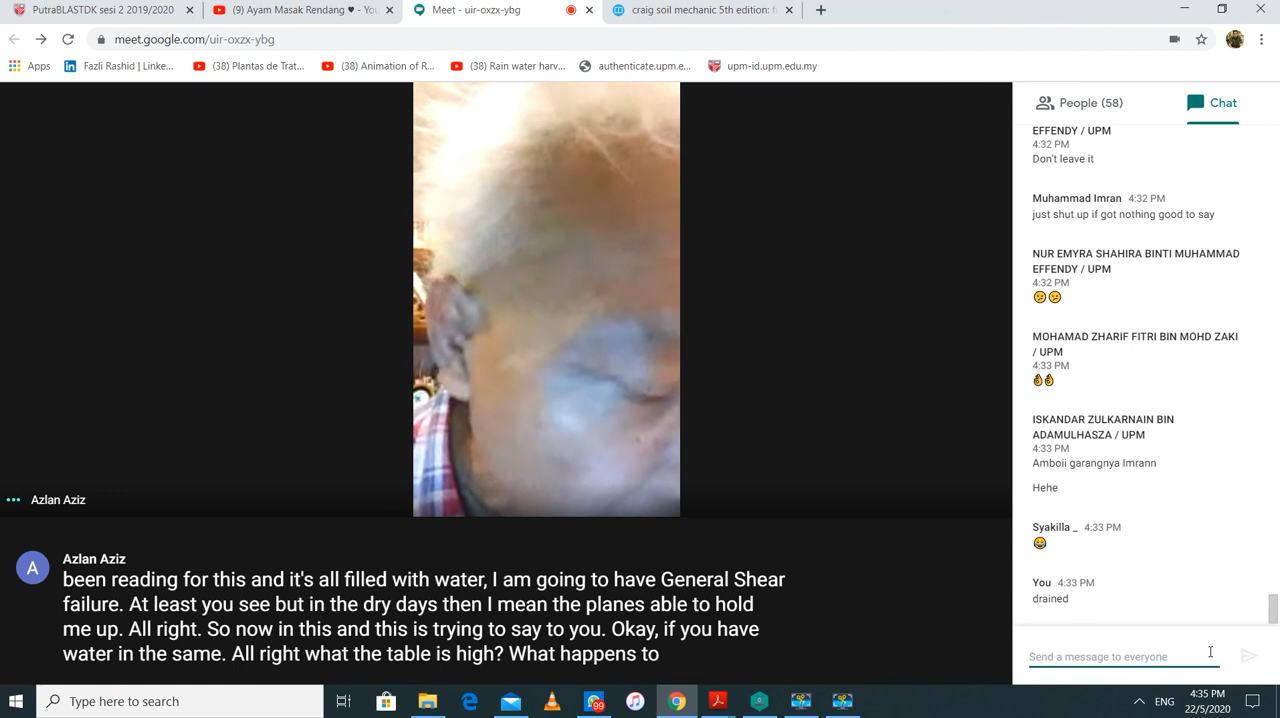 PutraBLASTDK sesi 2 2019/2020
(9) Ayam Masak Rendang ♥ - You
Meet - uir-oxzx-ybg
craig soil mechanic 5th edition: f
meet.google.com/uir-oxzx-ybg
Apps
Fazli Rashid | Linke...
(38) Plantas de Trat...
(38) Animation of R...
(38) Rain water harv...
authenticate.upm.e...
upm-id.upm.edu.my
People (58)
Chat
EFFENDY / UPM
4:32 PM
Don't leave it
Muhammad Imran 4:32 PM
just shut up if got nothing good to say
NUR EMYRA SHAHIRA BINTI MUHAMMAD
EFFENDY / UPM
4:32 PM
😕😕
MOHAMAD ZHARIF FITRI BIN MOHD ZAKI
/ UPM
4:33 PM
👌👌
ISKANDAR ZULKARNAIN BIN
ADAMULHASZA / UPM
4:33 PM
Amboii garangnya Imrann
Hehe
Syakilla _ 4:33 PM
😂
You 4:33 PM
drained
Send a message to everyone
Azlan Aziz
A
Azlan Aziz
been reading for this and it's all filled with water, I am going to have General Shear
failure. At least you see but in the dry days then I mean the planes able to hold
me up. All right. So now in this and this is trying to say to you. Okay, if you have
water in the same. All right what the table is high? What happens to
Type here to search
99
ENG
4:35 PM
22/5/2020